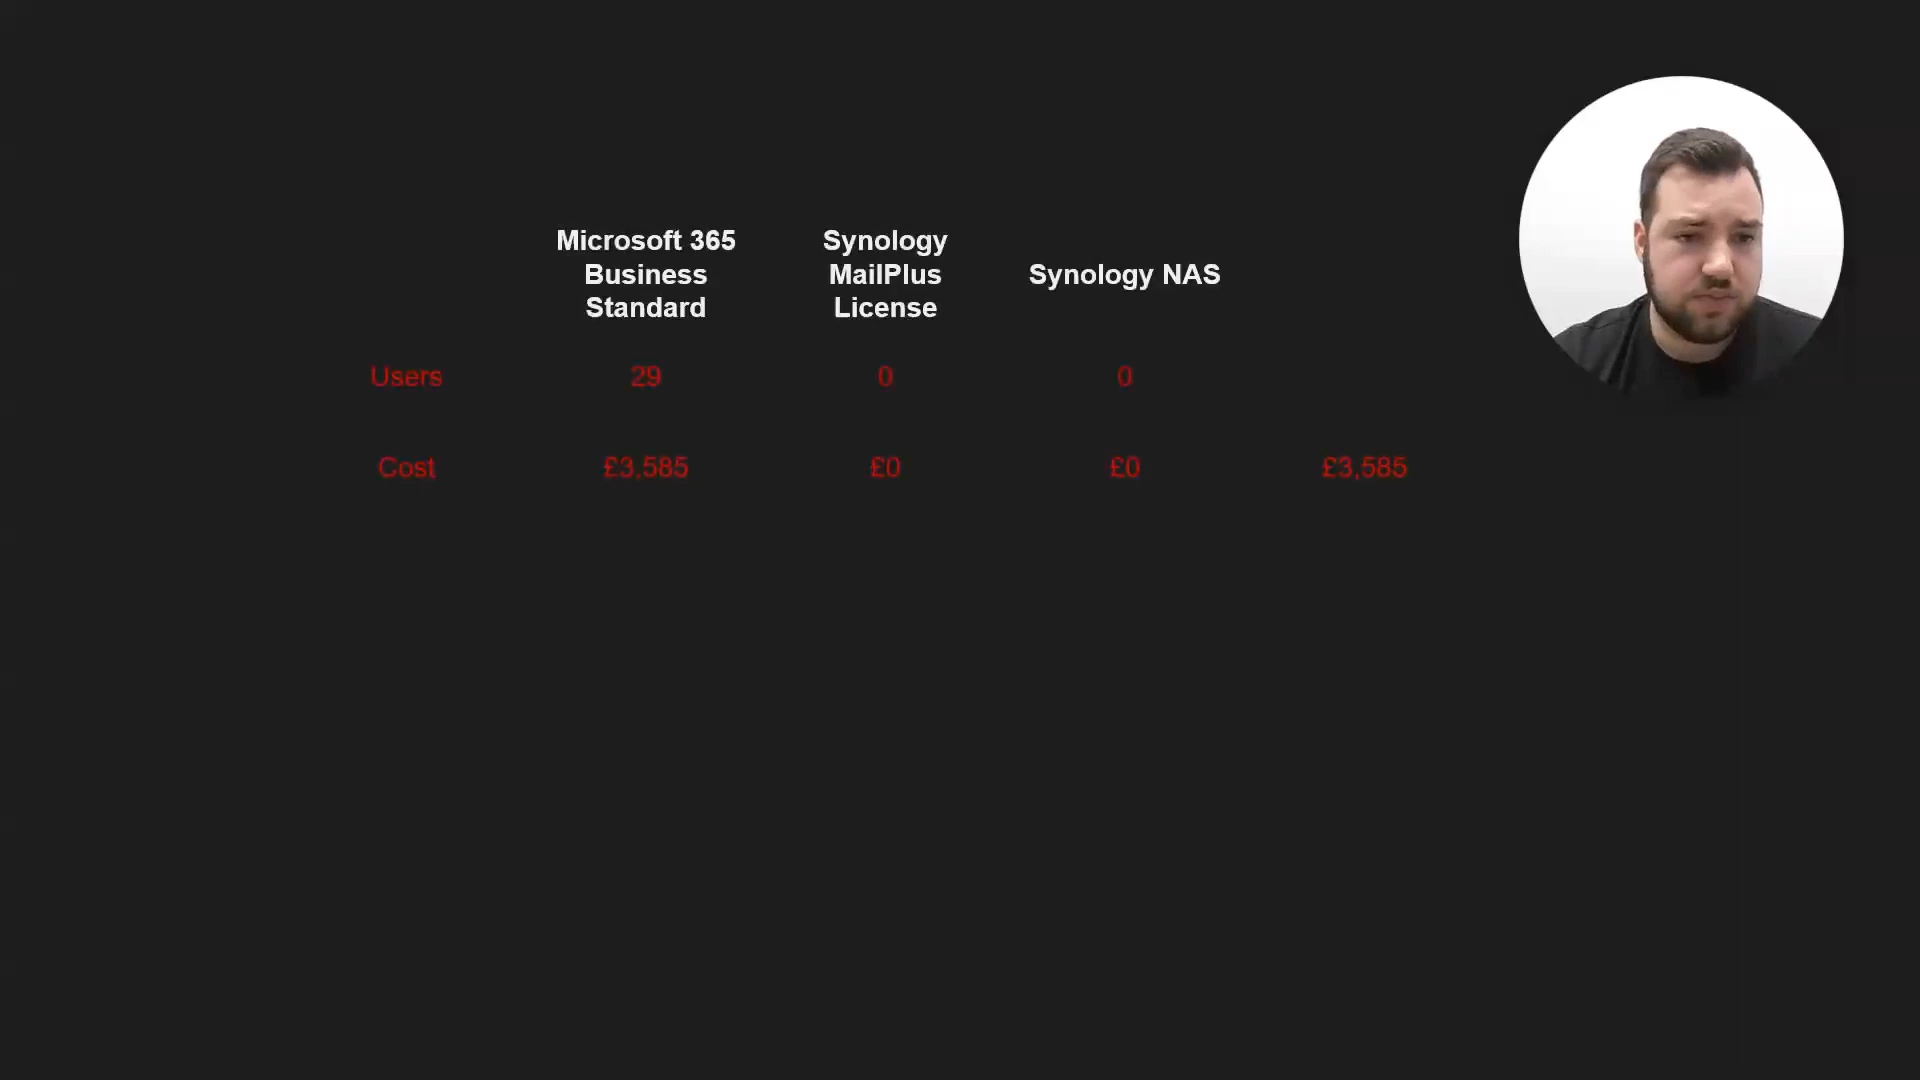 Microsoft 365
Business
Standard
Synology
MailPlus
License
Synology NAS
Users 29 0 0
Cost £3,585 £0 £0 £3,585